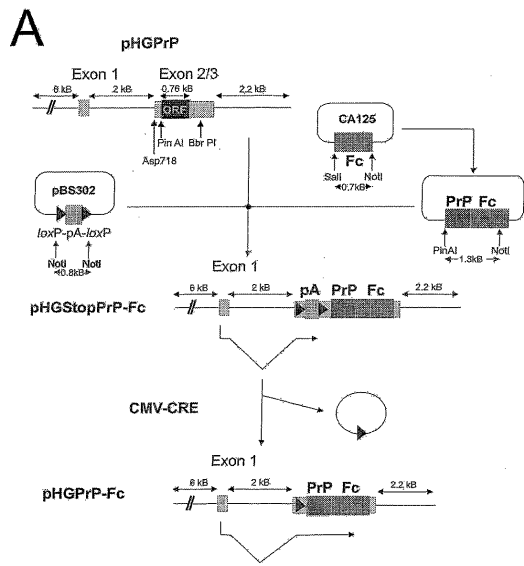 A
pHGPrP
Exon 1 Exon 2/3
6 kB 2 kB 0.76 kB 2.2 kB
ORF
Pin AI Bbr PI
Asp718
CA125
Fc
SalI NotI
0.7kB
pBS302
loxP-pA-loxP
NotI NotI
0.8kB
PrP Fc
PinAI NotI
1.3kB
Exon 1
pHGStopPrP-Fc
6 kB 2 kB pA PrP Fc 2.2 kB
CMV-CRE
Exon 1
pHGPrP-Fc
6 kB 2 kB PrP Fc 2.2 kB